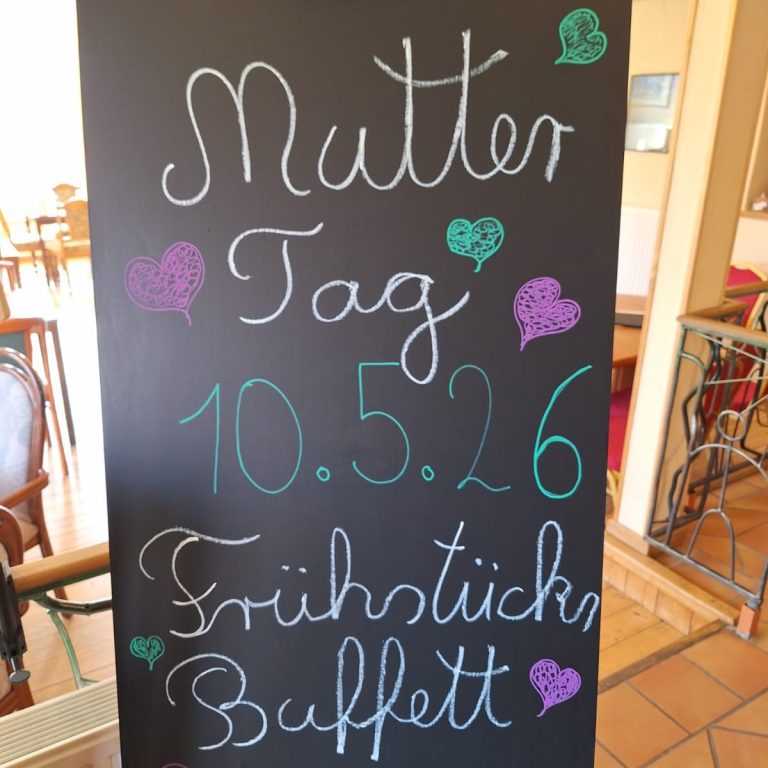 Mutter
Tag
10.5.26
Frühstücks
Buffett